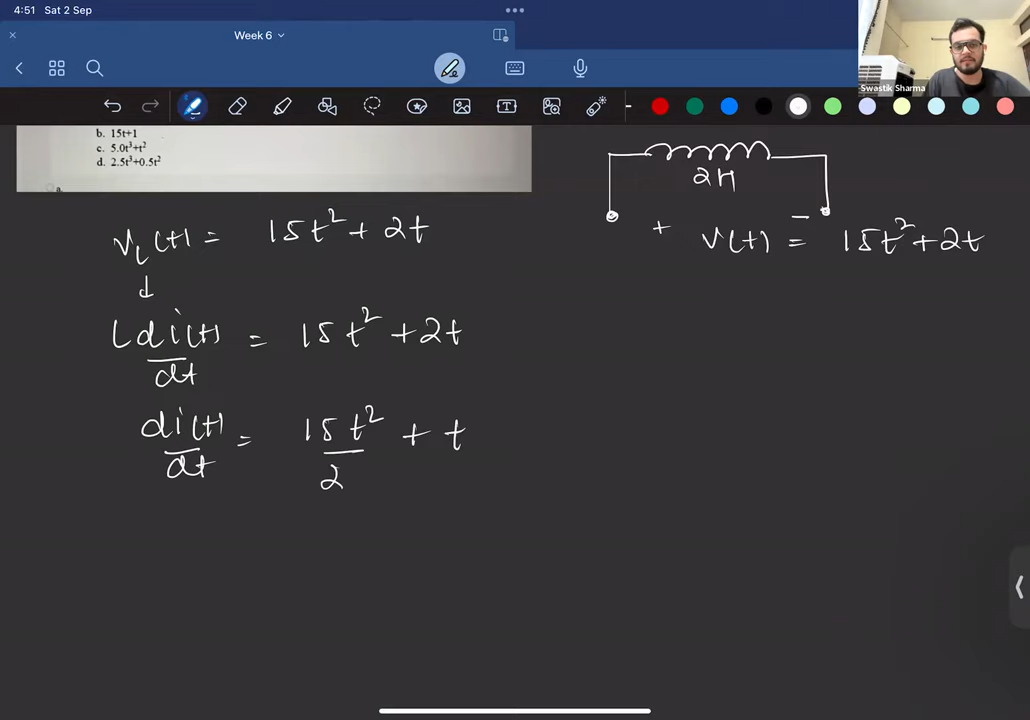 4:51 Sat 2 Sep
Week 6
Swastik Sharma
b. 15t+1
c. 5.0t³+t²
d. 2.5t³+0.5t²
2H
+ v(t) = 15t²+2t −
v_L(t) = 15t² + 2t
↓
L di(t)/dt = 15t² + 2t
di(t)/dt = 15t²/2 + t